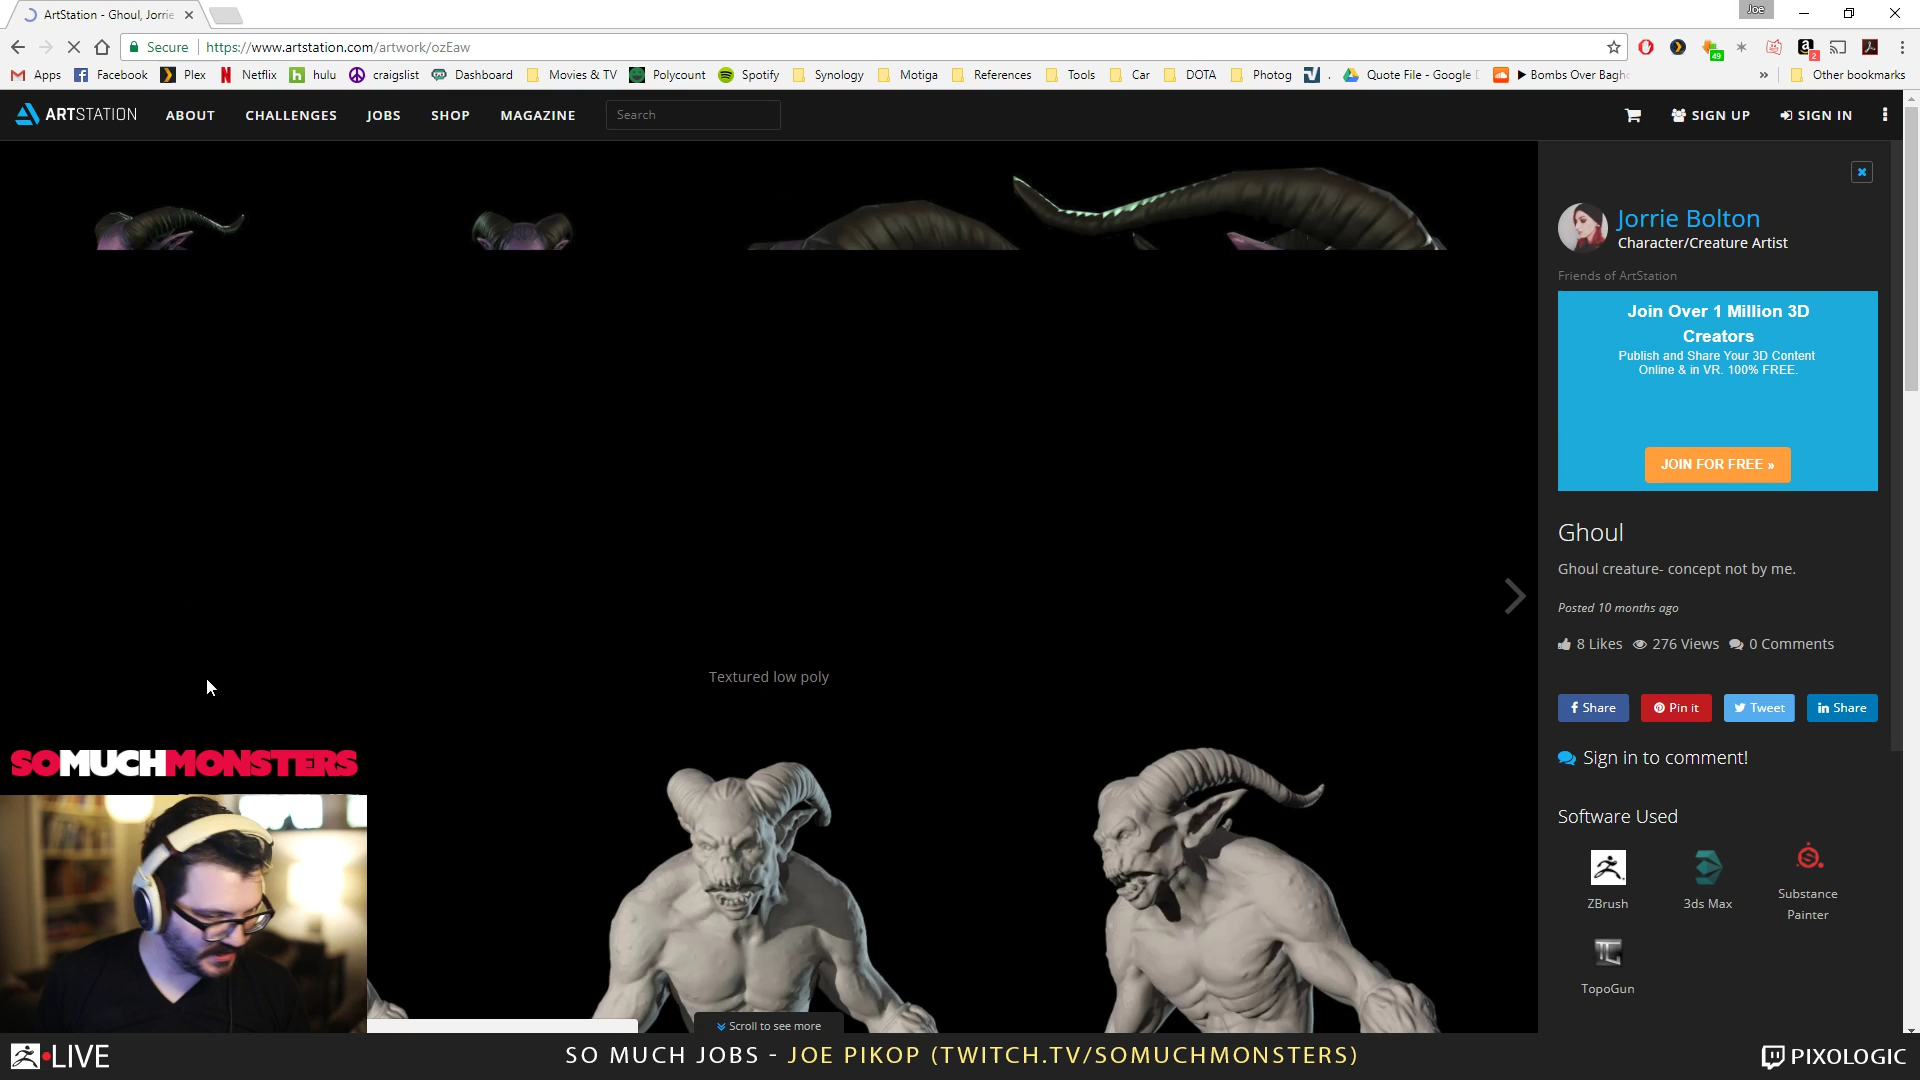 ArtStation - Ghoul, Jorrie
Joe
Secure https://www.artstation.com/artwork/ozEaw
49
2
Apps Facebook Plex Netflix hulu craigslist Dashboard Movies & TV Polycount Spotify Synology Motiga References Tools Car DOTA Photog . Quote File - Google Bombs Over Bagh » Other bookmarks
ARTSTATION ABOUT CHALLENGES JOBS SHOP MAGAZINE Search SIGN UP SIGN IN
Jorrie Bolton
Character/Creature Artist
Friends of ArtStation
Join Over 1 Million 3D
Creators
Publish and Share Your 3D Content
Online & in VR. 100% FREE.
JOIN FOR FREE »
Ghoul
Ghoul creature- concept not by me.
Posted 10 months ago
8 Likes 276 Views 0 Comments
Textured low poly
Share Pin it Tweet Share
Sign in to comment!
SOMUCHMONSTERS
Software Used
ZBrush 3ds Max Substance
Painter
TopoGun
Scroll to see more
LIVE SO MUCH JOBS - JOE PIKOP (TWITCH.TV/SOMUCHMONSTERS) PIXOLOGIC